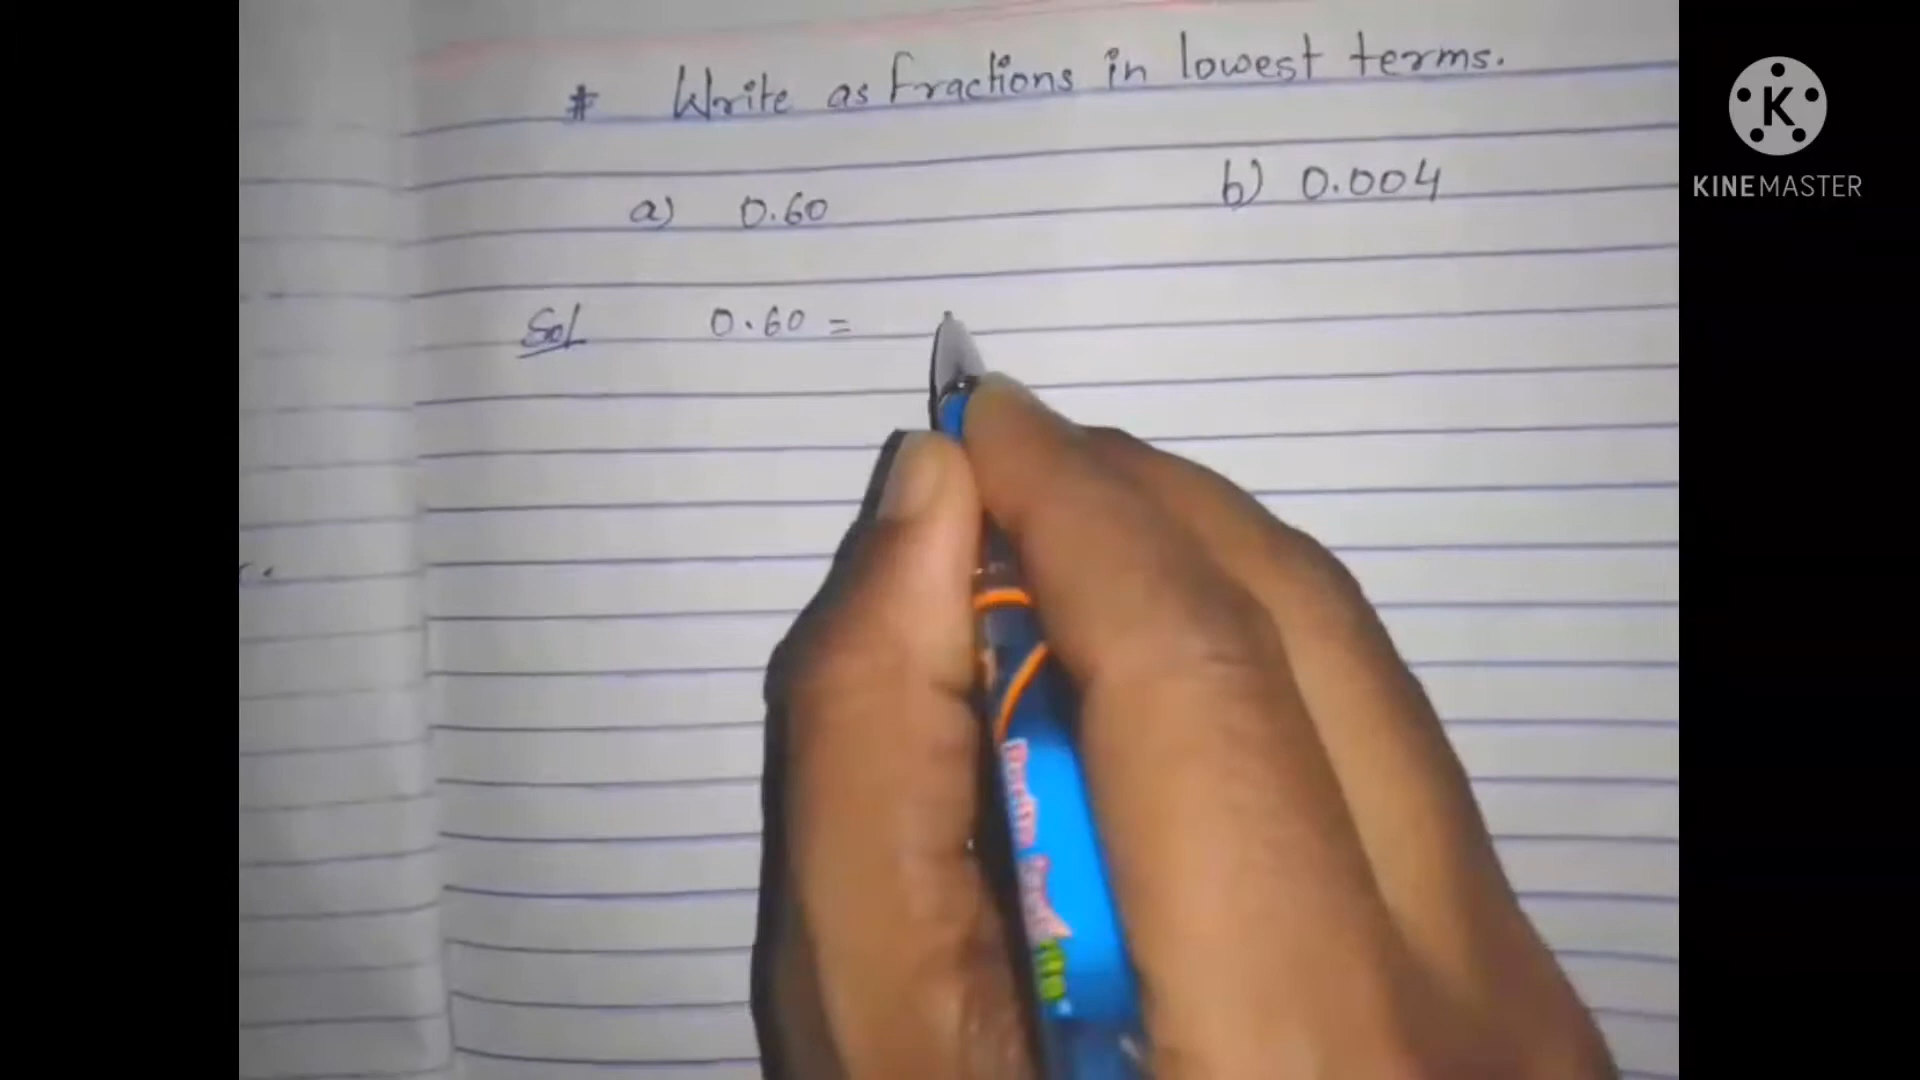 * Write as fractions in lowest terms.
a) 0.60 b) 0.004
Sol 0.60 =
K
KINEMASTER